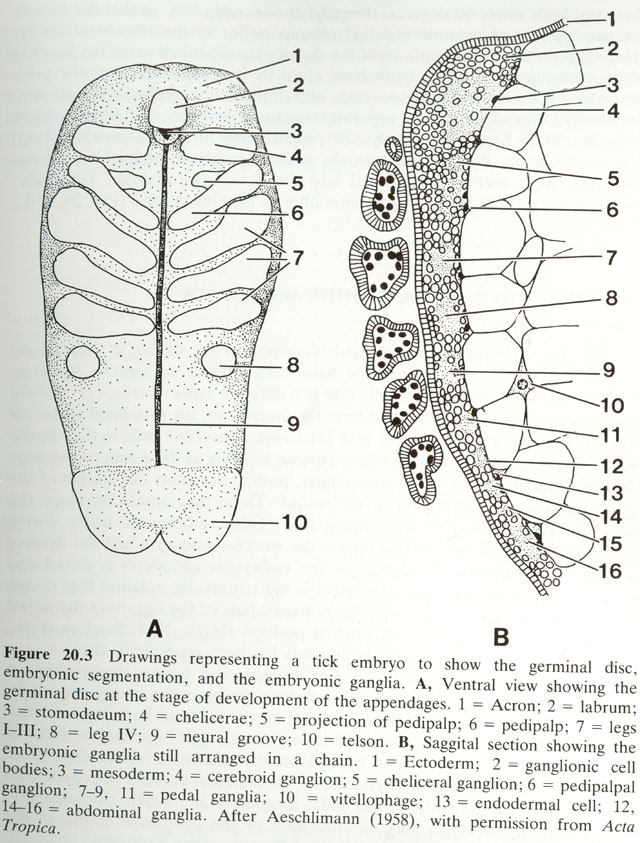 1
2
3
4
5
6
7
8
9
10
A
1
2
3
4
5
6
7
8
9
10
11
12
13
14
15
16
B
Figure 20.3 Drawings representing a tick embryo to show the germinal disc,
embryonic segmentation, and the embryonic ganglia. A, Ventral view showing the
germinal disc at the stage of development of the appendages. 1 = Acron; 2 = labrum;
3 = stomodaeum; 4 = chelicerae; 5 = projection of pedipalp; 6 = pedipalp; 7 = legs
I–III; 8 = leg IV; 9 = neural groove; 10 = telson. B, Saggital section showing the
embryonic ganglia still arranged in a chain. 1 = Ectoderm; 2 = ganglionic cell
bodies; 3 = mesoderm; 4 = cerebroid ganglion; 5 = cheliceral ganglion; 6 = pedipalpal
ganglion; 7–9, 11 = pedal ganglia; 10 = vitellophage; 13 = endodermal cell; 12,
14–16 = abdominal ganglia. After Aeschlimann (1958), with permission from Acta
Tropica.